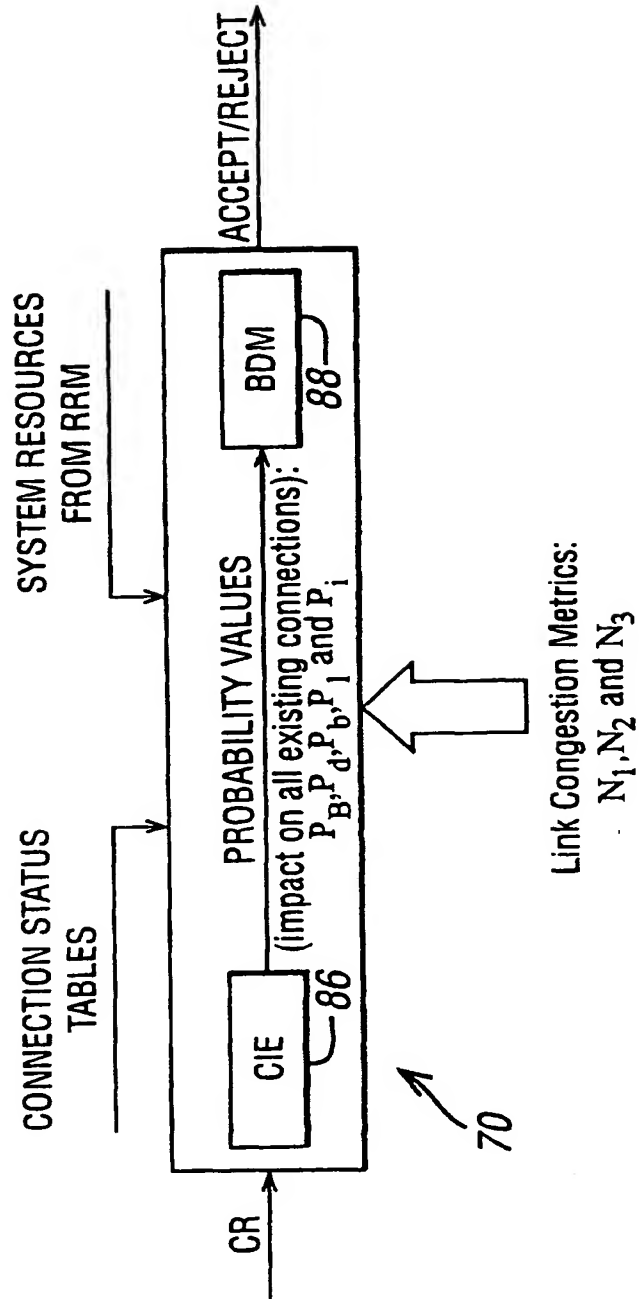 CONNECTION STATUS
TABLES
SYSTEM RESOURCES
FROM RRM
CR
CIE
86
PROBABILITY VALUES
(impact on all existing connections):
P_B,P_d,P_b,P_1 and P_i
BDM
88
ACCEPT/REJECT
70
Link Congestion Metrics:
N_1,N_2 and N_3